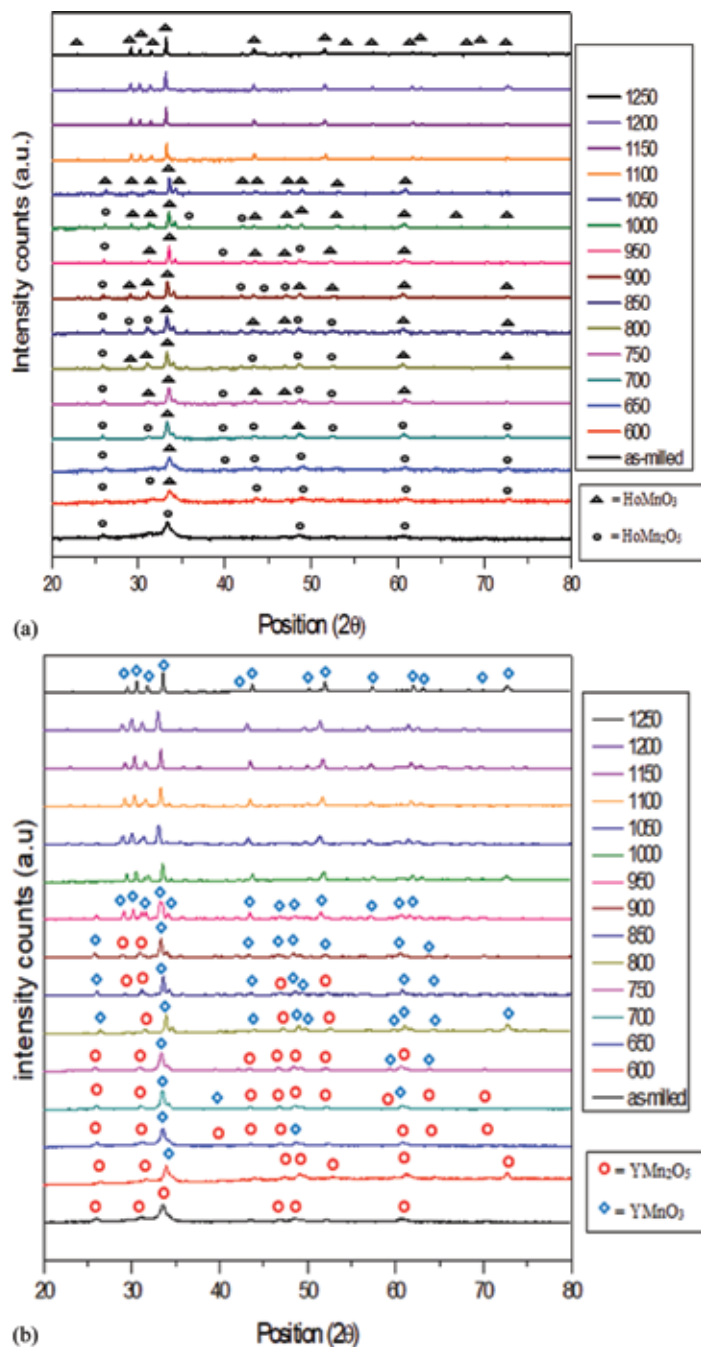 Intensity counts (a.u.)
1250
1200
1150
1100
1050
1000
950
900
850
800
750
700
650
600
as-milled
= HoMnO₃
= HoMn₂O₅
20 30 40 50 60 70 80
(a)
Position (2θ)
intensity counts (a.u)
1250
1200
1150
1100
1050
1000
950
900
850
800
750
700
650
600
as-milled
= YMn₂O₅
= YMnO₃
20 30 40 50 60 70 80
(b)
Position (2θ)